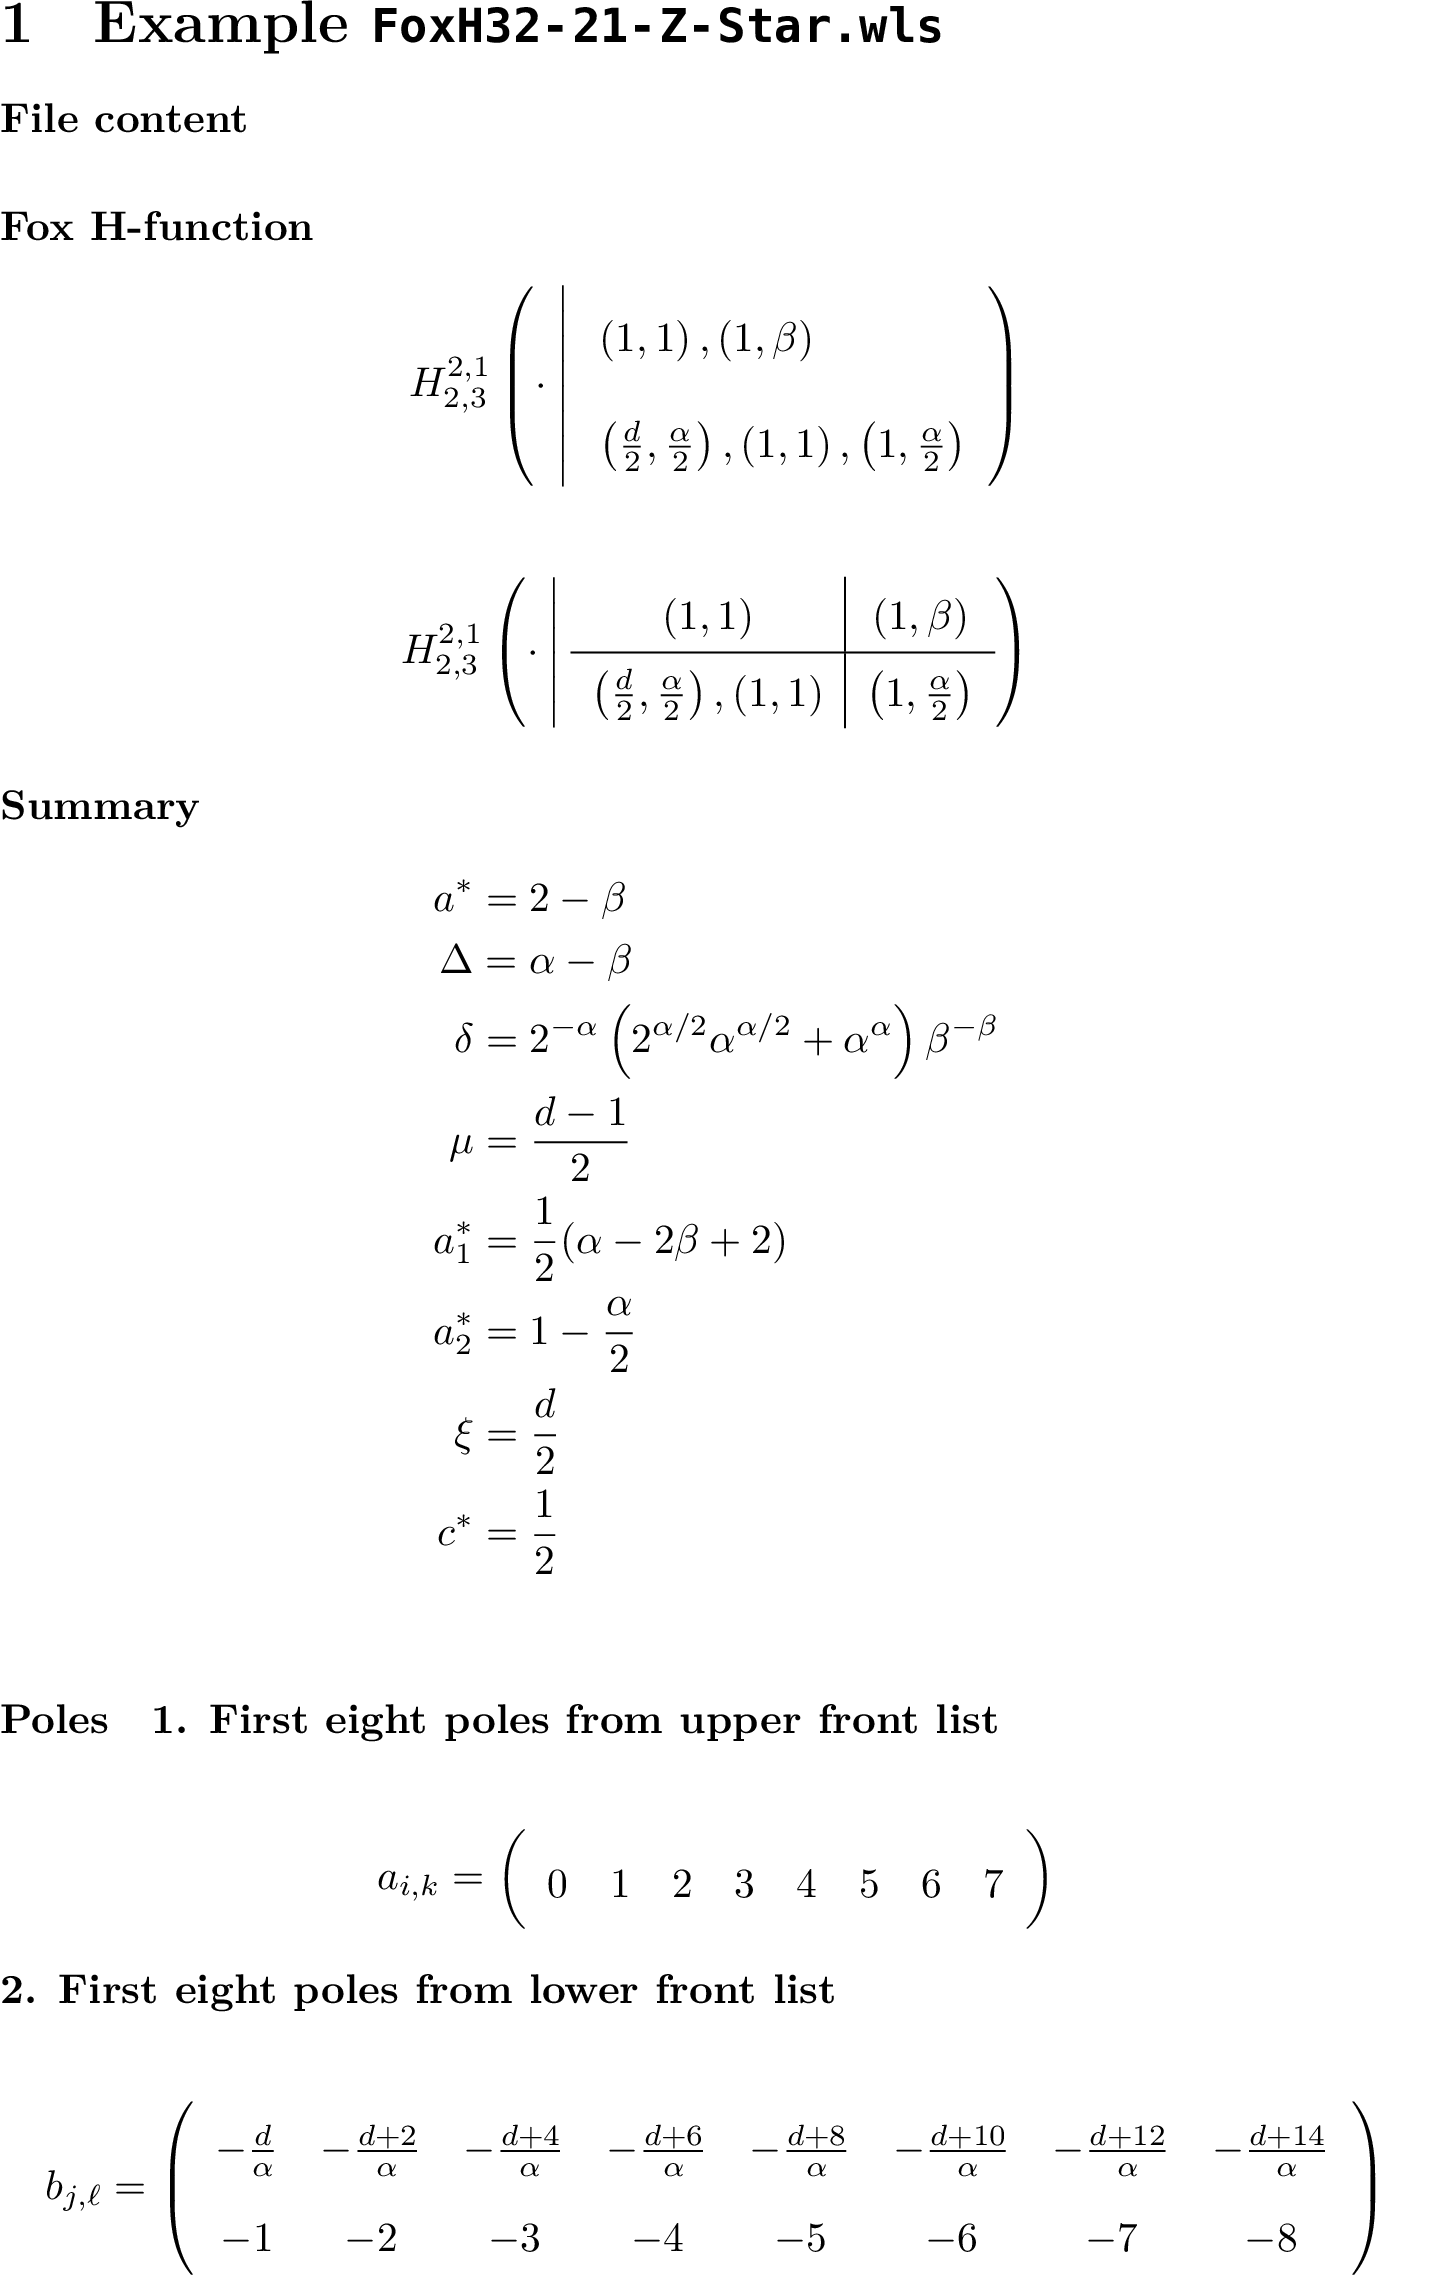 1 Example FoxH32-21-Z-Star.wls
File content
Fox H-function
$H_{2,3}^{2,1}\left(\cdot\,\middle|\,\begin{matrix}(1,1),(1,\beta)\\ \left(\frac{d}{2},\frac{\alpha}{2}\right),(1,1),\left(1,\frac{\alpha}{2}\right)\end{matrix}\right)$
$H_{2,3}^{2,1}\left(\cdot\,\middle|\,\begin{array}{c|c}(1,1)&(1,\beta)\\ \hline \left(\frac{d}{2},\frac{\alpha}{2}\right),(1,1)&\left(1,\frac{\alpha}{2}\right)\end{array}\right)$
Summary
$a^* = 2-\beta$
$\Delta = \alpha-\beta$
$\delta = 2^{-\alpha}\left(2^{\alpha/2}\alpha^{\alpha/2}+\alpha^{\alpha}\right)\beta^{-\beta}$
$\mu = \frac{d-1}{2}$
$a_1^* = \frac{1}{2}(\alpha-2\beta+2)$
$a_2^* = 1-\frac{\alpha}{2}$
$\xi = \frac{d}{2}$
$c^* = \frac{1}{2}$
Poles 1. First eight poles from upper front list
$a_{i,k} = \begin{pmatrix}0&1&2&3&4&5&6&7\end{pmatrix}$
2. First eight poles from lower front list
$b_{j,\ell} = \begin{pmatrix}-\frac{d}{\alpha}&-\frac{d+2}{\alpha}&-\frac{d+4}{\alpha}&-\frac{d+6}{\alpha}&-\frac{d+8}{\alpha}&-\frac{d+10}{\alpha}&-\frac{d+12}{\alpha}&-\frac{d+14}{\alpha}\\ -1&-2&-3&-4&-5&-6&-7&-8\end{pmatrix}$